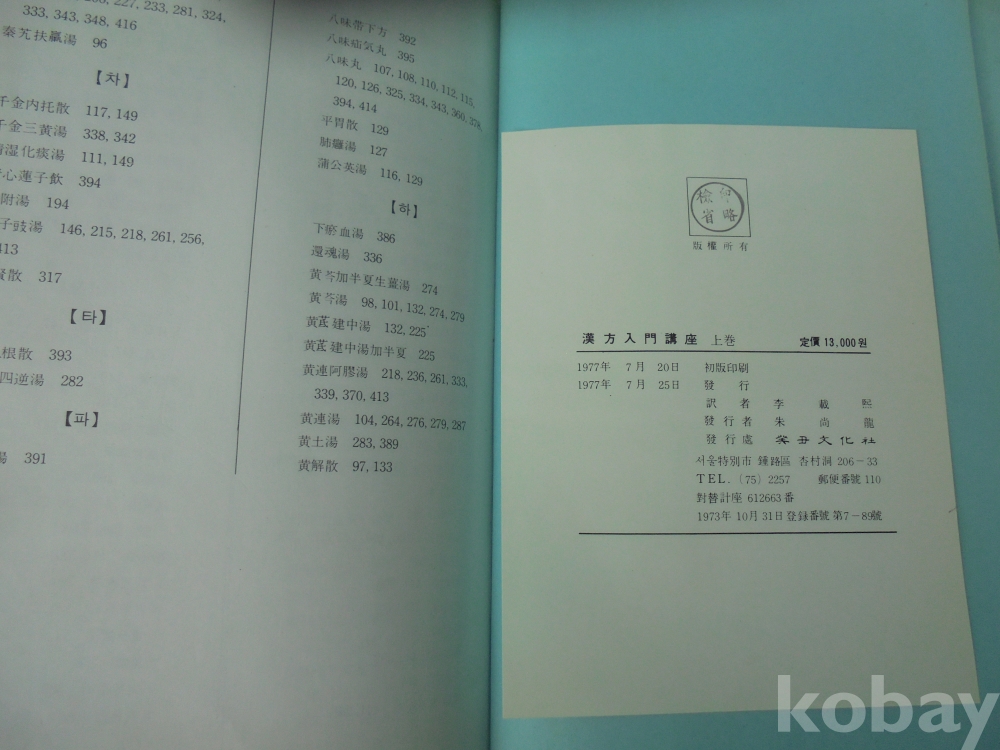 333, 343, 348, 416
秦艽扶羸湯 96
【차】
千金内托散 117, 149
千金三黄湯 338, 342
清湿化痰湯 111, 149
心蓮子飮 394
附湯 194
子豉湯 146, 215, 218, 261, 256,
413
散 317
【타】
根散 393
四逆湯 282
【파】
湯 391
八味帶下方 392
八味疝気丸 395
八味丸 107, 108, 110, 112, 115,
120, 126, 325, 334, 343, 360, 378,
394, 414
平胃散 129
肺癰湯 127
蒲公英湯 116, 129
【하】
下瘀血湯 386
還魂湯 336
黄芩加半夏生薑湯 274
黄芩湯 98, 101, 132, 274, 279
黄芪建中湯 132, 225
黄芪建中湯加半夏 225
黄連阿膠湯 218, 236, 261, 333,
339, 370, 413
黄連湯 104, 264, 276, 279, 287
黄土湯 283, 389
黄解散 97, 133
檢印
省略
版權所有
漢方入門講座 上巻 定價 13,000원
1977年 7月 20日 初版印刷
1977年 7月 25日 發行
訳者 李載熙
發行者 朱尚龍
發行處 癸丑文化社
서울特別市 鐘路區 杏村洞 206-33
TEL. (75) 2257 郵便番號 110
對替計座 612663番
1973年 10月 31日 登録番號 第7-89號
kobay